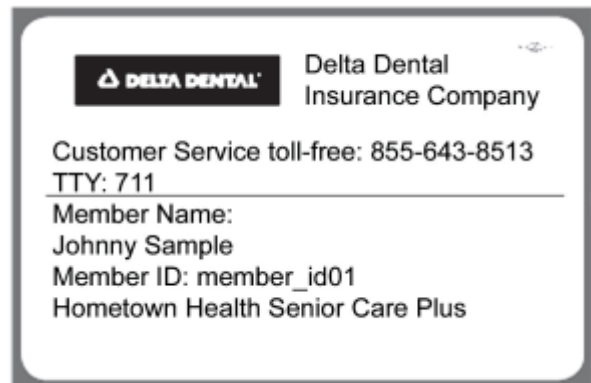 DELTA DENTAL
Delta Dental
Insurance Company
Customer Service toll-free: 855-643-8513
TTY: 711
Member Name:
Johnny Sample
Member ID: member_id01
Hometown Health Senior Care Plus